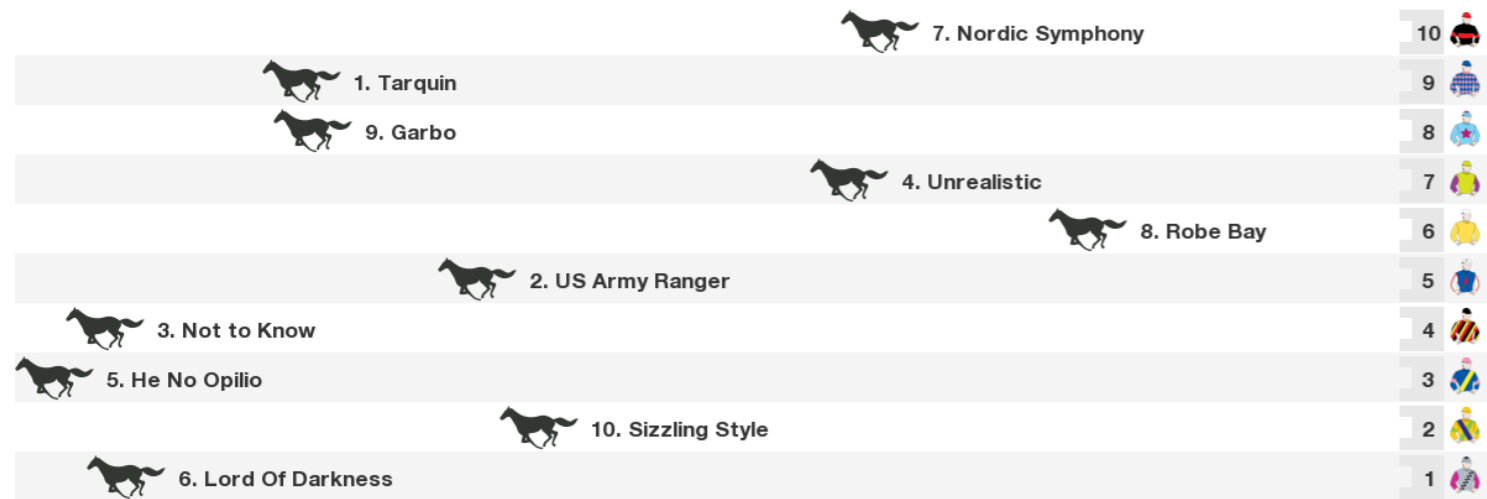 7. Nordic Symphony 10
1. Tarquin 9
9. Garbo 8
4. Unrealistic 7
8. Robe Bay 6
2. US Army Ranger 5
3. Not to Know 4
5. He No Opilio 3
10. Sizzling Style 2
6. Lord Of Darkness 1